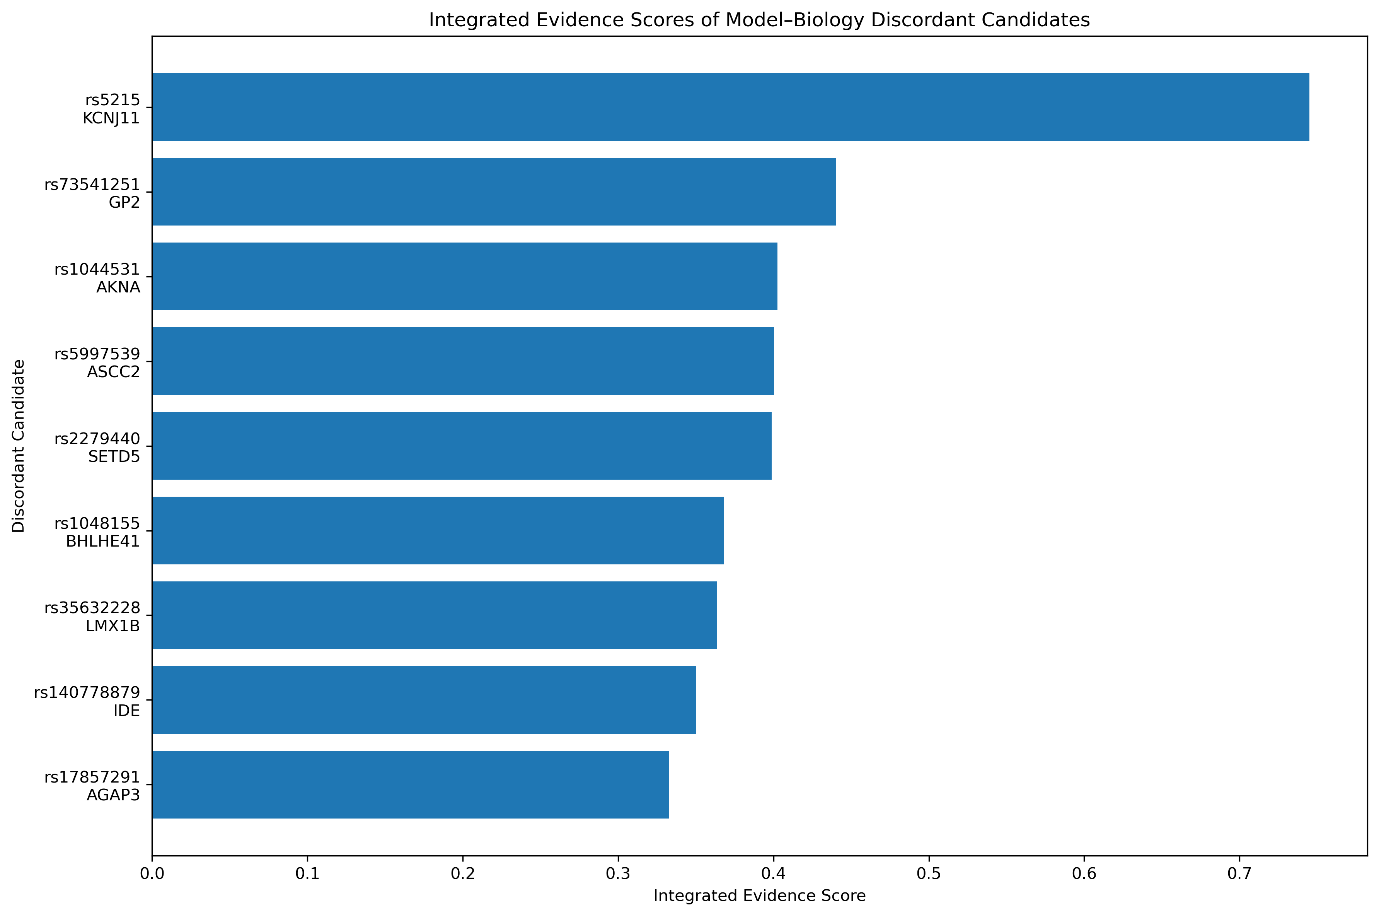 Integrated Evidence Scores of Model–Biology Discordant Candidates
Discordant Candidate
rs5215
KCNJ11
rs73541251
GP2
rs1044531
AKNA
rs5997539
ASCC2
rs2279440
SETD5
rs1048155
BHLHE41
rs35632228
LMX1B
rs140778879
IDE
rs17857291
AGAP3
0.0 0.1 0.2 0.3 0.4 0.5 0.6 0.7
Integrated Evidence Score